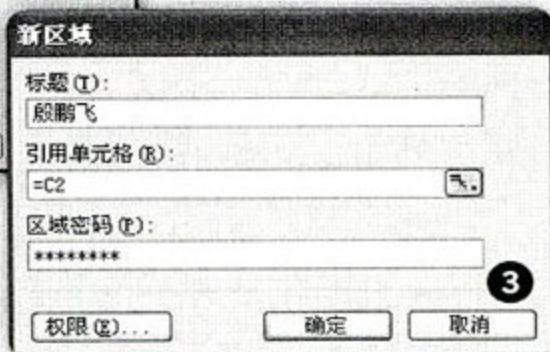 新区域
标题(T):
殷鹏飞
引用单元格(R):
=C2
区域密码(P):
********
3
权限(E)...
确定
取消